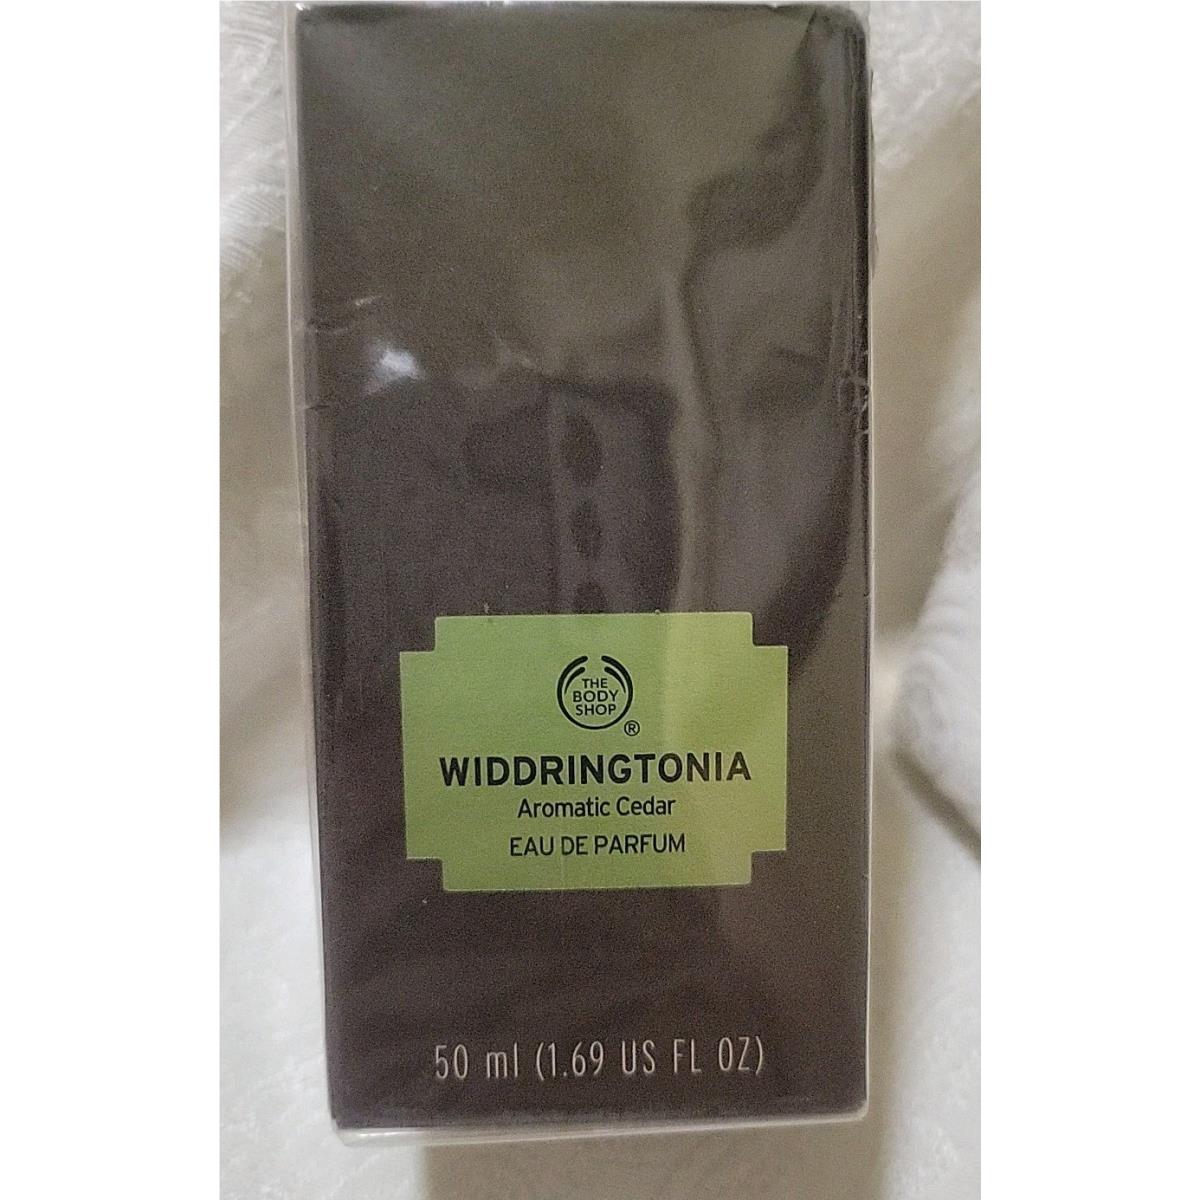 THE
BODY
SHOP
®
WIDDRINGTONIA
Aromatic Cedar
EAU DE PARFUM
50 ml (1.69 US FL OZ)